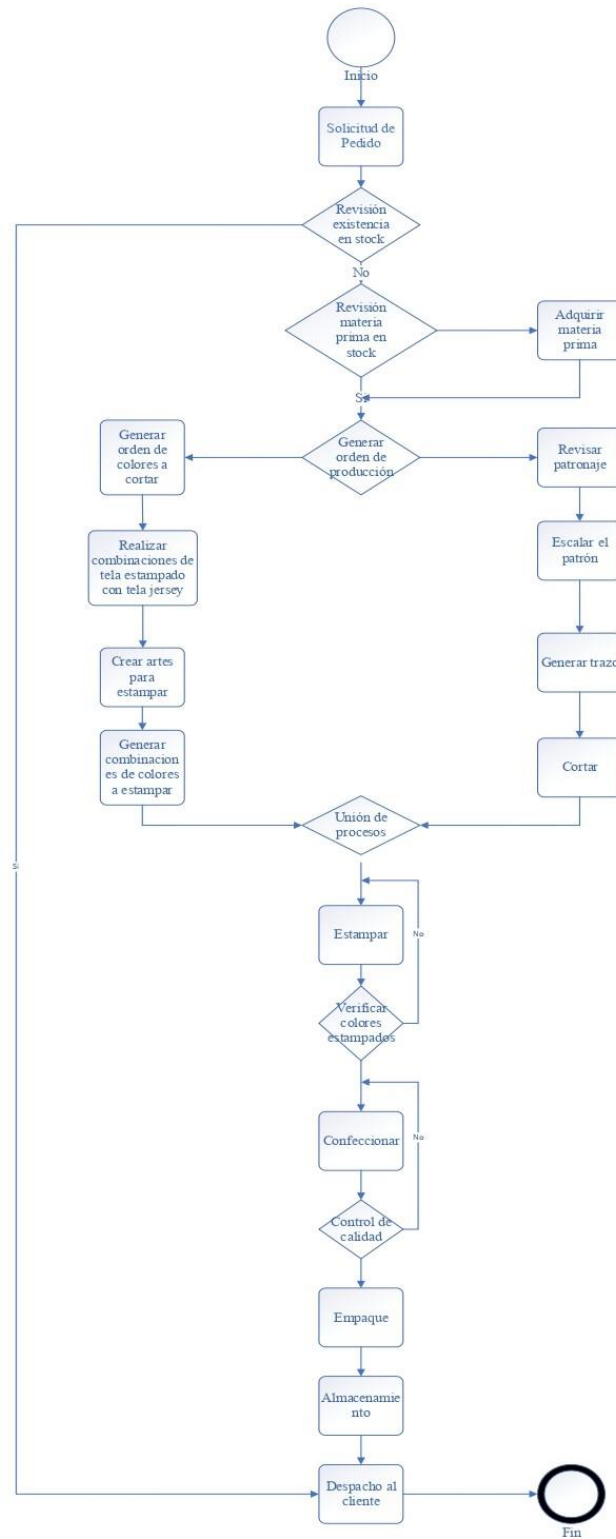 Inicio
Solicitud de
Pedido
Revisión
existencia
en stock
No
Revisión
materia
prima en
stock
Adquirir
materia
prima
Si
Generar
orden de
colores a
cortar
Generar
orden de
producción
Revisar
patronaje
Realizar
combinaciones de
tela estampado
con tela jersey
Escalar el
patrón
Crear artes
para
estampar
Generar trazo
Generar
combinacion
es de colores
a estampar
Cortar
Unión de
procesos
Si
Estampar
No
Verificar
colores
estampados
Confeccionar
No
Control de
calidad
Empaque
Almacenamie
nto
Despacho al
cliente
Fin